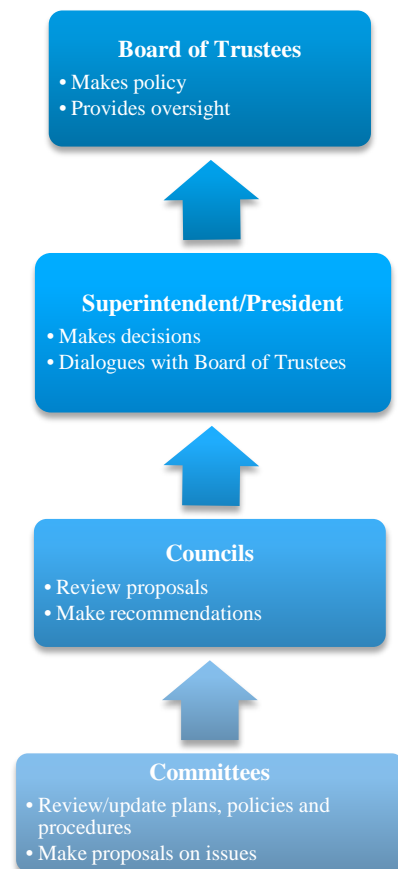 Board of Trustees
• Makes policy
• Provides oversight
Superintendent/President
• Makes decisions
• Dialogues with Board of Trustees
Councils
• Review proposals
• Make recommendations
Committees
• Review/update plans, policies and
procedures
• Make proposals on issues